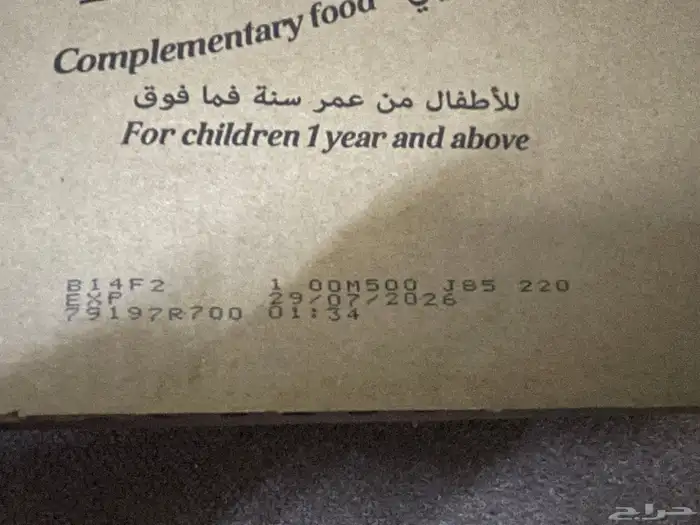 Complementary food
للأطفال من عمر سنة فما فوق
For children 1 year and above
B14F2 1 00M500 J85 220
EXP 29/07/2026
79197R700 01:34
حراج